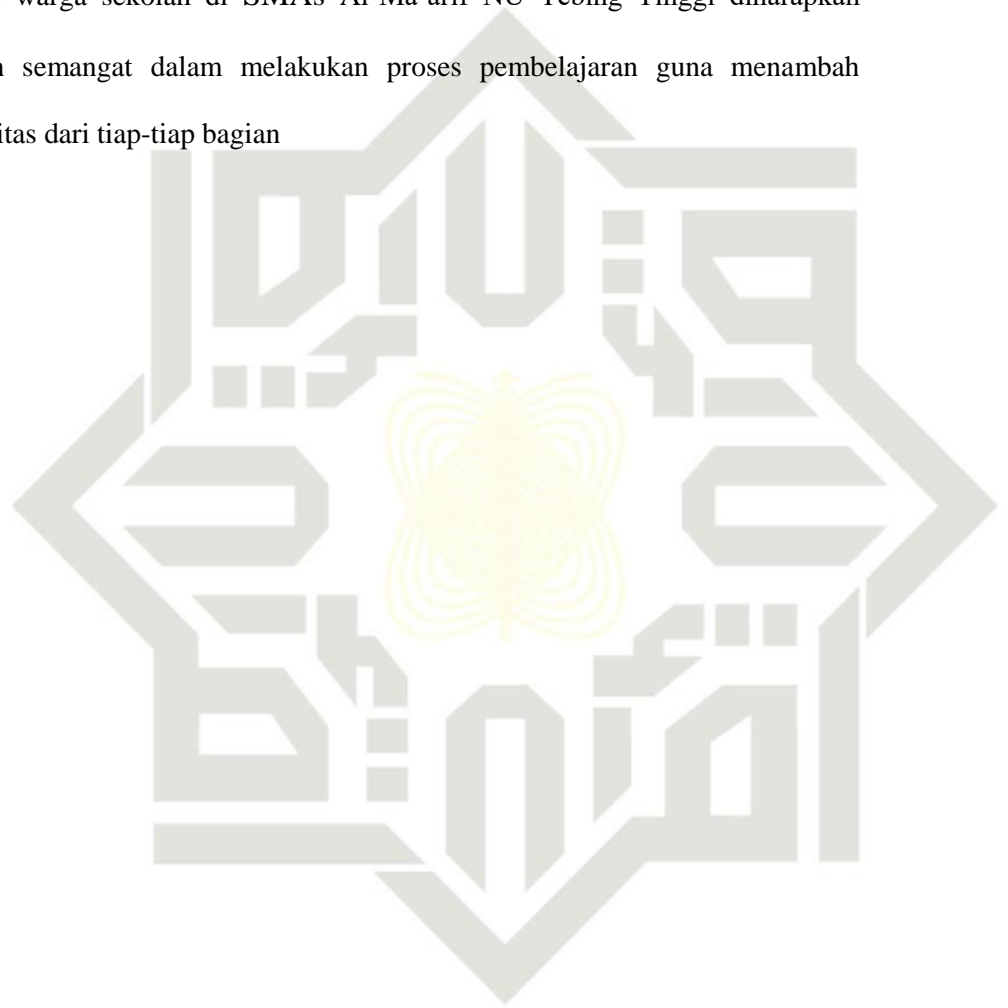 warga sekolah di SMAs Al-Ma'arif NU Tebing Tinggi diharapkan
semangat dalam melakukan proses pembelajaran guna menambah
itas dari tiap-tiap bagian